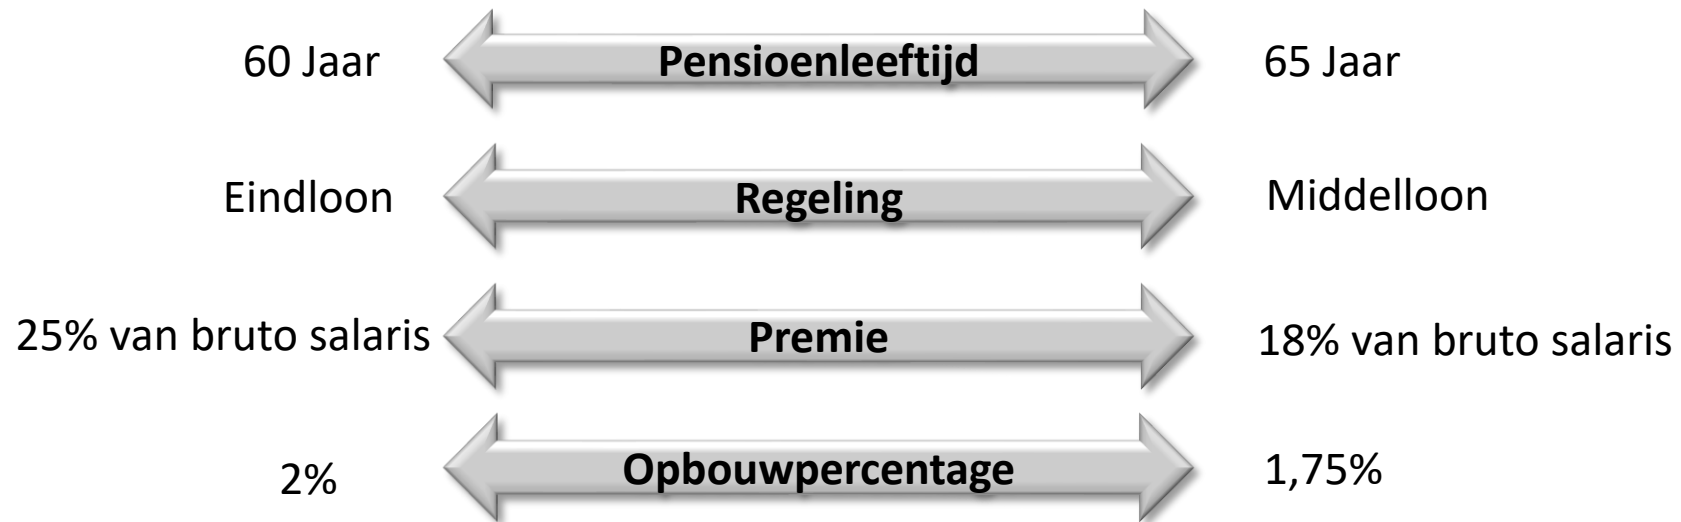 60 Jaar Pensioenleeftijd 65 Jaar
Eindloon Regeling Middelloon
25% van bruto salaris Premie 18% van bruto salaris
2% Opbouwpercentage 1,75%